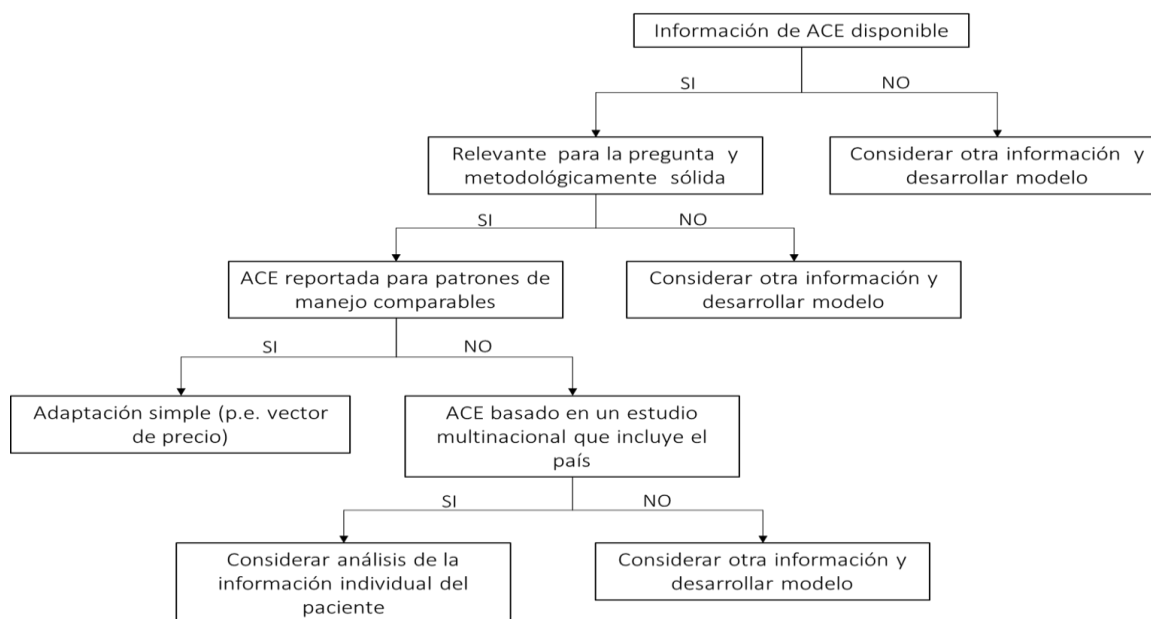 Información de ACE disponible
SI
NO
Relevante para la pregunta y
metodológicamente sólida
Considerar otra información y
desarrollar modelo
SI
NO
ACE reportada para patrones de
manejo comparables
Considerar otra información y
desarrollar modelo
SI
NO
Adaptación simple (p.e. vector
de precio)
ACE basado en un estudio
multinacional que incluye el
país
SI
NO
Considerar análisis de la
información individual del
paciente
Considerar otra información y
desarrollar modelo